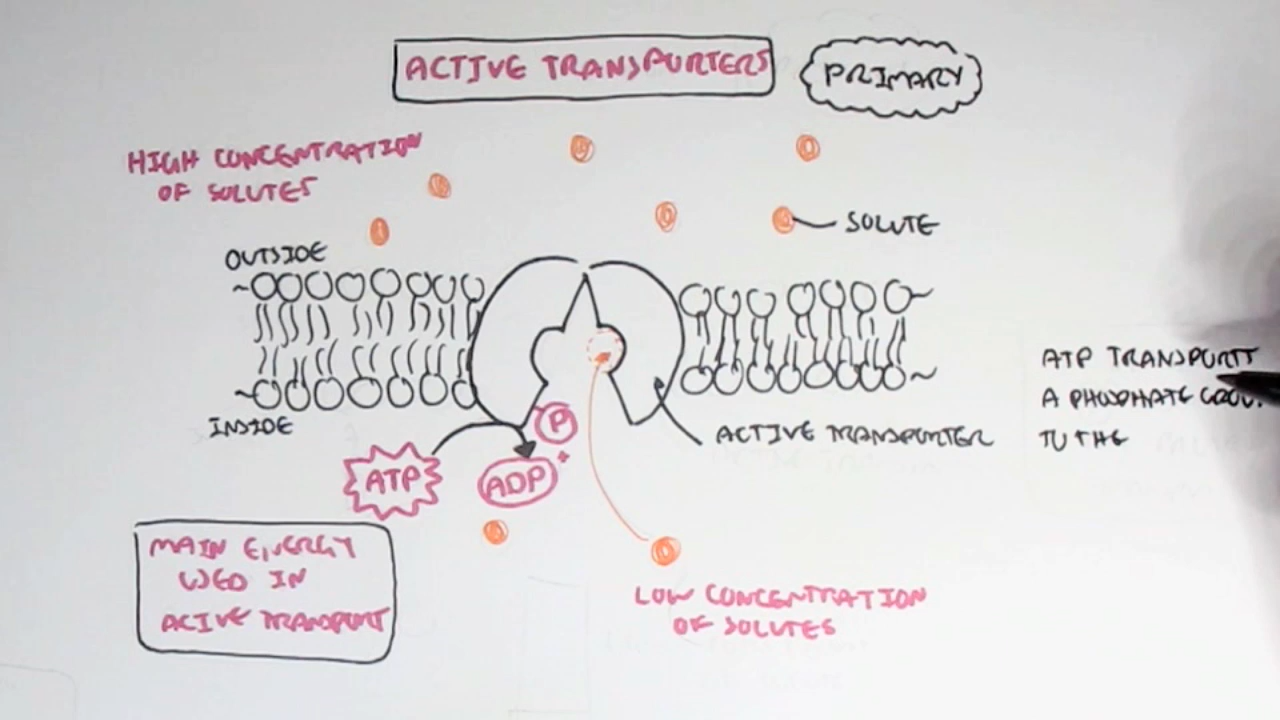 ACTIVE TRANSPORTERS
PRIMARY
HIGH CONCENTRATION
OF SOLUTES
SOLUTE
OUTSIDE
INSIDE
ATP TRANSPORTT
A PHOSPHATE
TO THE
ACTIVE TRANSPORTER
P
ATP
ADP
+
MAIN ENERGY
USED IN
ACTIVE TRANSPORT
LOW CONCENTRATION
OF SOLUTES